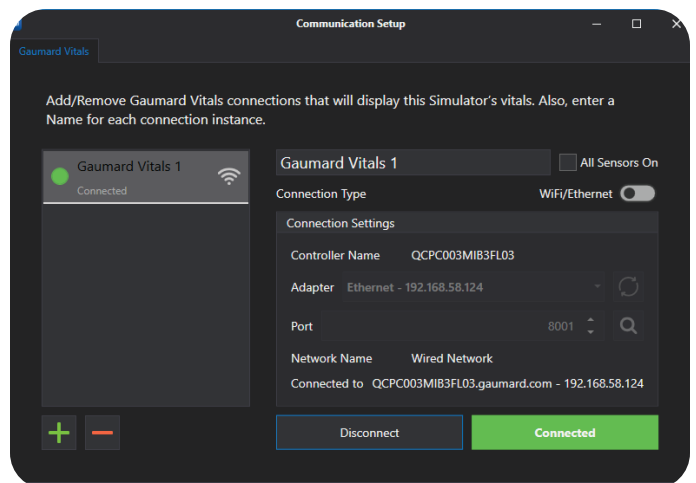 Communication Setup
Gaumard Vitals
Add/Remove Gaumard Vitals connections that will display this Simulator's vitals. Also, enter a
Name for each connection instance.
Gaumard Vitals 1
Connected
Gaumard Vitals 1
All Sensors On
Connection Type
WiFi/Ethernet
Connection Settings
Controller Name QCPC003MIB3FL03
Adapter Ethernet - 192.168.58.124
Port 8001
Network Name Wired Network
Connected to QCPC003MIB3FL03.gaumard.com - 192.168.58.124
Disconnect
Connected